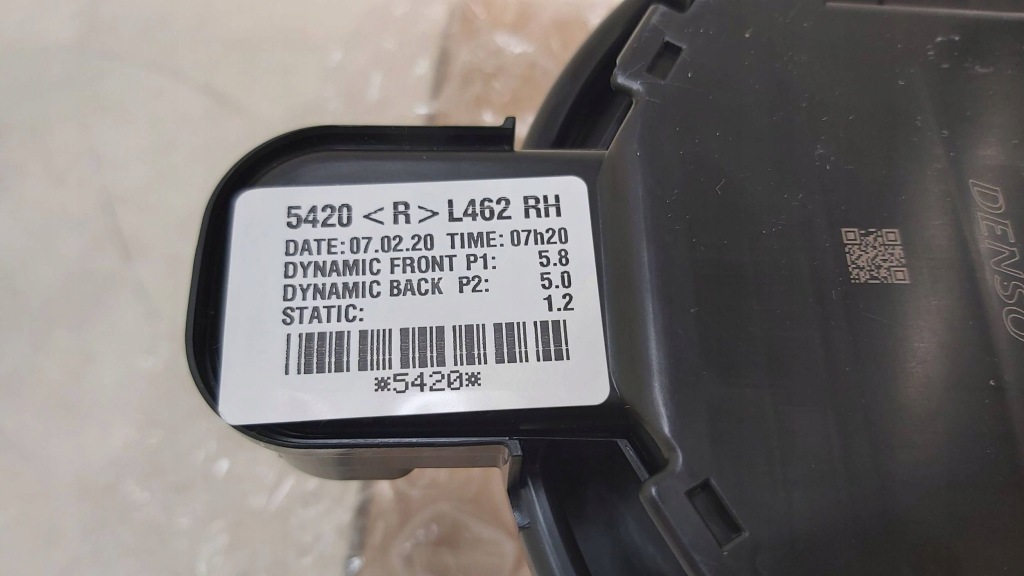 5420 <R> L462 RH
DATE: 07.02.20 TIME: 07h20
DYNAMIC FRONT P1: 5.8
DYNAMIC BACK P2: 5.0
STATIC: 1.2
*5420*
DENSO